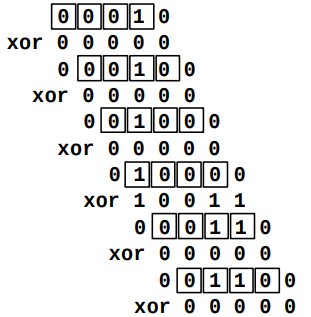 0 0 0 1 0
xor 0 0 0 0 0
0 0 0 1 0 0
xor 0 0 0 0 0
0 0 1 0 0 0
xor 0 0 0 0 0
0 1 0 0 0 0
xor 1 0 0 1 1
0 0 0 1 1 0
xor 0 0 0 0 0
0 0 1 1 0 0
xor 0 0 0 0 0